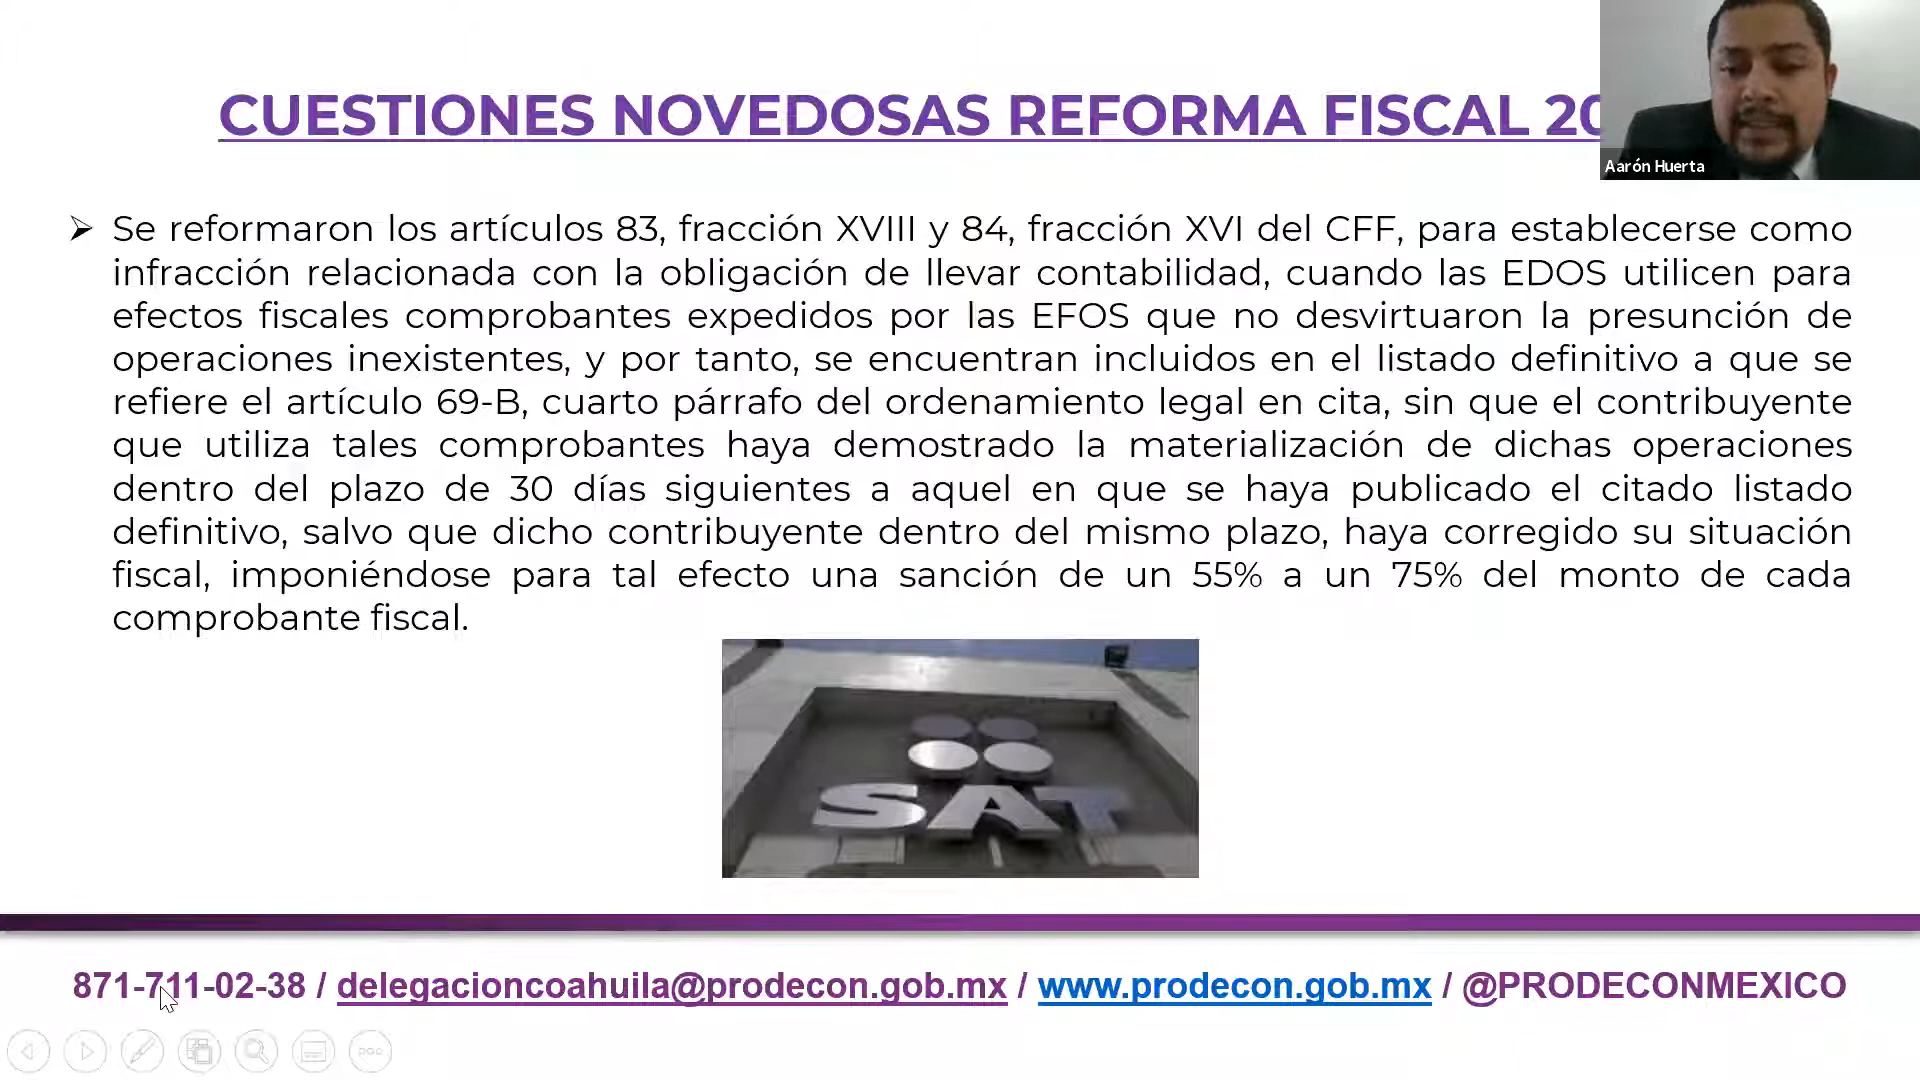 CUESTIONES NOVEDOSAS REFORMA FISCAL 20
Aarón Huerta
➢ Se reformaron los artículos 83, fracción XVIII y 84, fracción XVI del CFF, para establecerse como
infracción relacionada con la obligación de llevar contabilidad, cuando las EDOS utilicen para
efectos fiscales comprobantes expedidos por las EFOS que no desvirtuaron la presunción de
operaciones inexistentes, y por tanto, se encuentran incluidos en el listado definitivo a que se
refiere el artículo 69-B, cuarto párrafo del ordenamiento legal en cita, sin que el contribuyente
que utiliza tales comprobantes haya demostrado la materialización de dichas operaciones
dentro del plazo de 30 días siguientes a aquel en que se haya publicado el citado listado
definitivo, salvo que dicho contribuyente dentro del mismo plazo, haya corregido su situación
fiscal, imponiéndose para tal efecto una sanción de un 55% a un 75% del monto de cada
comprobante fiscal.
SAT
871-711-02-38 / delegacioncoahuila@prodecon.gob.mx / www.prodecon.gob.mx / @PRODECONMEXICO